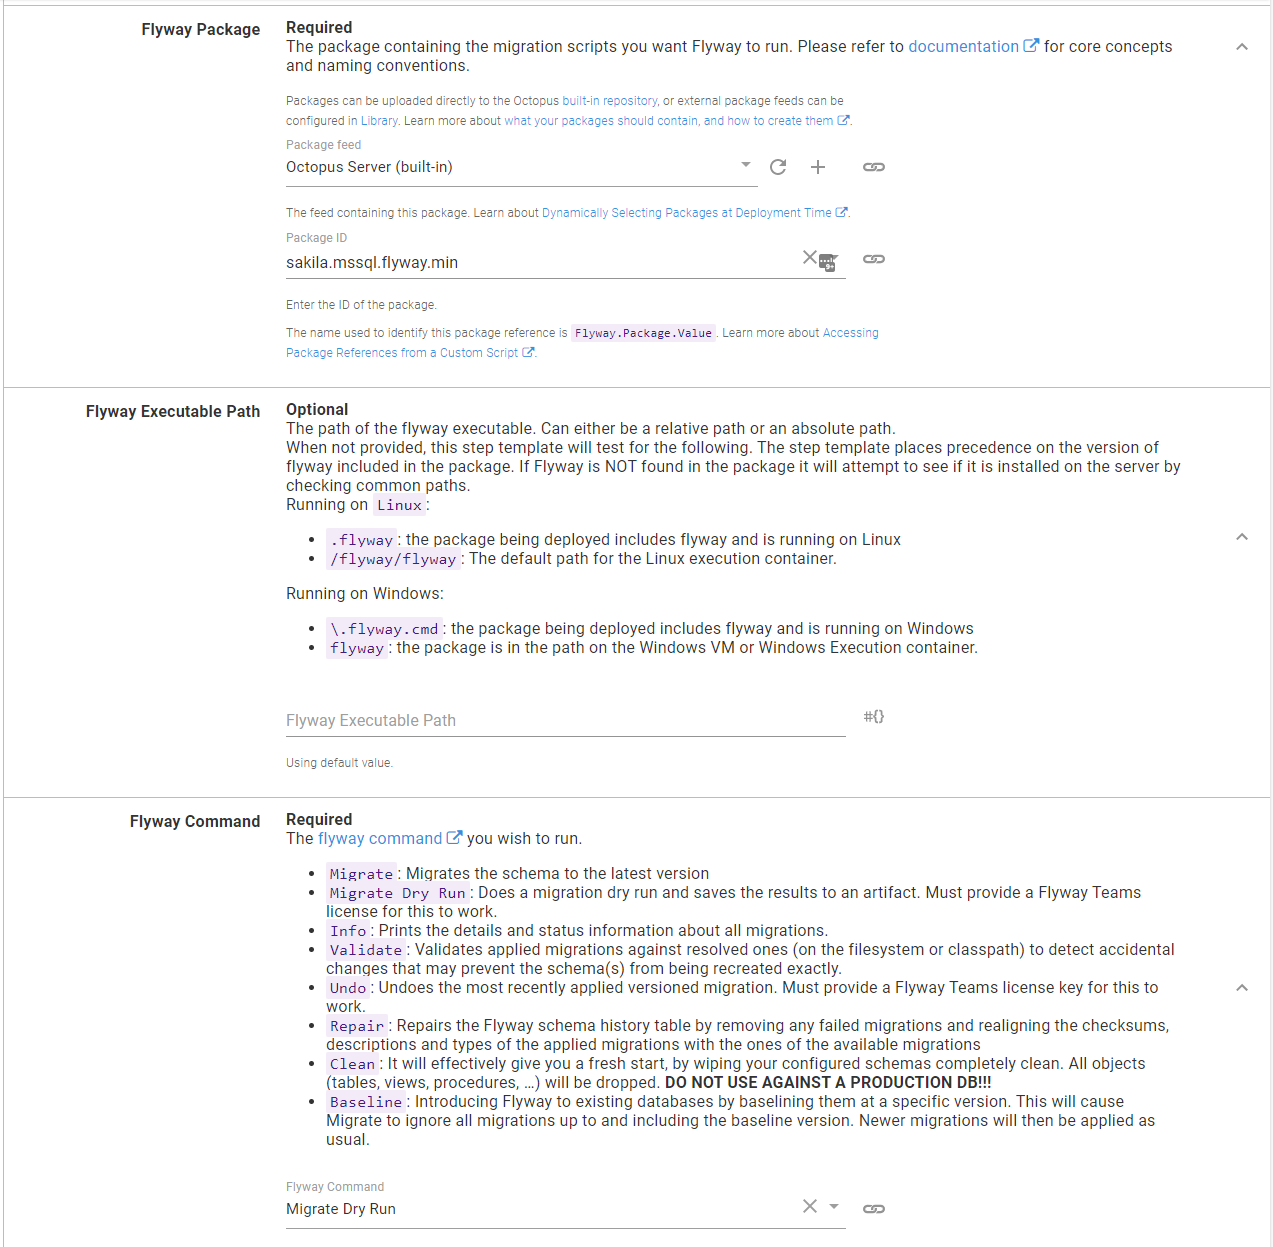 Flyway Package
Required
The package containing the migration scripts you want Flyway to run. Please refer to documentation for core concepts
and naming conventions.
Packages can be uploaded directly to the Octopus built-in repository, or external package feeds can be
configured in Library. Learn more about what your packages should contain, and how to create them.
Package feed
Octopus Server (built-in)
The feed containing this package. Learn about Dynamically Selecting Packages at Deployment Time.
Package ID
sakila.mssql.flyway.min
Enter the ID of the package.
The name used to identify this package reference is Flyway.Package.Value. Learn more about Accessing
Package References from a Custom Script.
Flyway Executable Path
Optional
The path of the flyway executable. Can either be a relative path or an absolute path.
When not provided, this step template will test for the following. The step template places precedence on the version of
flyway included in the package. If Flyway is NOT found in the package it will attempt to see if it is installed on the server by
checking common paths.
Running on Linux:
• .flyway: the package being deployed includes flyway and is running on Linux
• /flyway/flyway: The default path for the Linux execution container.
Running on Windows:
• \.flyway.cmd: the package being deployed includes flyway and is running on Windows
• flyway: the package is in the path on the Windows VM or Windows Execution container.
Flyway Executable Path
#{}
Using default value.
Flyway Command
Required
The flyway command you wish to run.
• Migrate: Migrates the schema to the latest version
• Migrate Dry Run: Does a migration dry run and saves the results to an artifact. Must provide a Flyway Teams
license for this to work.
• Info: Prints the details and status information about all migrations.
• Validate: Validates applied migrations against resolved ones (on the filesystem or classpath) to detect accidental
changes that may prevent the schema(s) from being recreated exactly.
• Undo: Undoes the most recently applied versioned migration. Must provide a Flyway Teams license key for this to
work.
• Repair: Repairs the Flyway schema history table by removing any failed migrations and realigning the checksums,
descriptions and types of the applied migrations with the ones of the available migrations
• Clean: It will effectively give you a fresh start, by wiping your configured schemas completely clean. All objects
(tables, views, procedures, …) will be dropped. DO NOT USE AGAINST A PRODUCTION DB!!!
• Baseline: Introducing Flyway to existing databases by baselining them at a specific version. This will cause
Migrate to ignore all migrations up to and including the baseline version. Newer migrations will then be applied as
usual.
Flyway Command
Migrate Dry Run